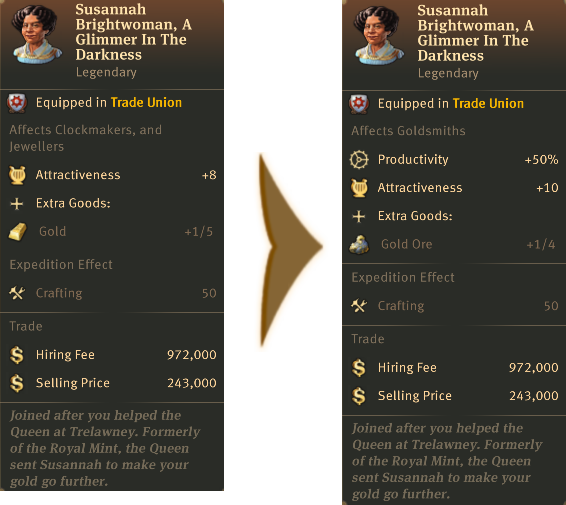 Susannah
Brightwoman, A
Glimmer In The
Darkness
Legendary
Equipped in Trade Union
Affects Clockmakers, and
Jewellers
Attractiveness +8
Extra Goods:
Gold +1/5
Expedition Effect
Crafting 50
Trade
Hiring Fee 972,000
Selling Price 243,000
Joined after you helped the
Queen at Trelawney. Formerly
of the Royal Mint, the Queen
sent Susannah to make your
gold go further.
Susannah
Brightwoman, A
Glimmer In The
Darkness
Legendary
Equipped in Trade Union
Affects Goldsmiths
Productivity +50%
Attractiveness +10
Extra Goods:
Gold Ore +1/4
Expedition Effect
Crafting 50
Trade
Hiring Fee 972,000
Selling Price 243,000
Joined after you helped the
Queen at Trelawney. Formerly
of the Royal Mint, the Queen
sent Susannah to make your
gold go further.